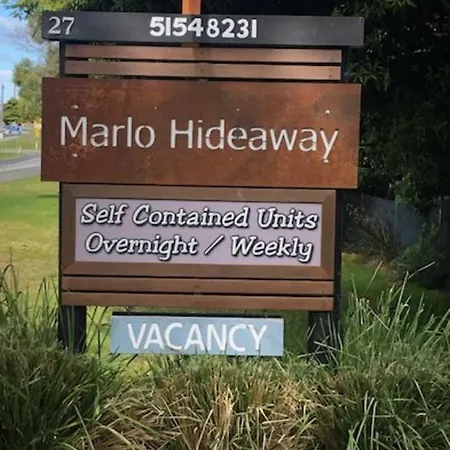 27 51548231
Marlo Hideaway
Self Contained Units
Overnight / Weekly
VACANCY